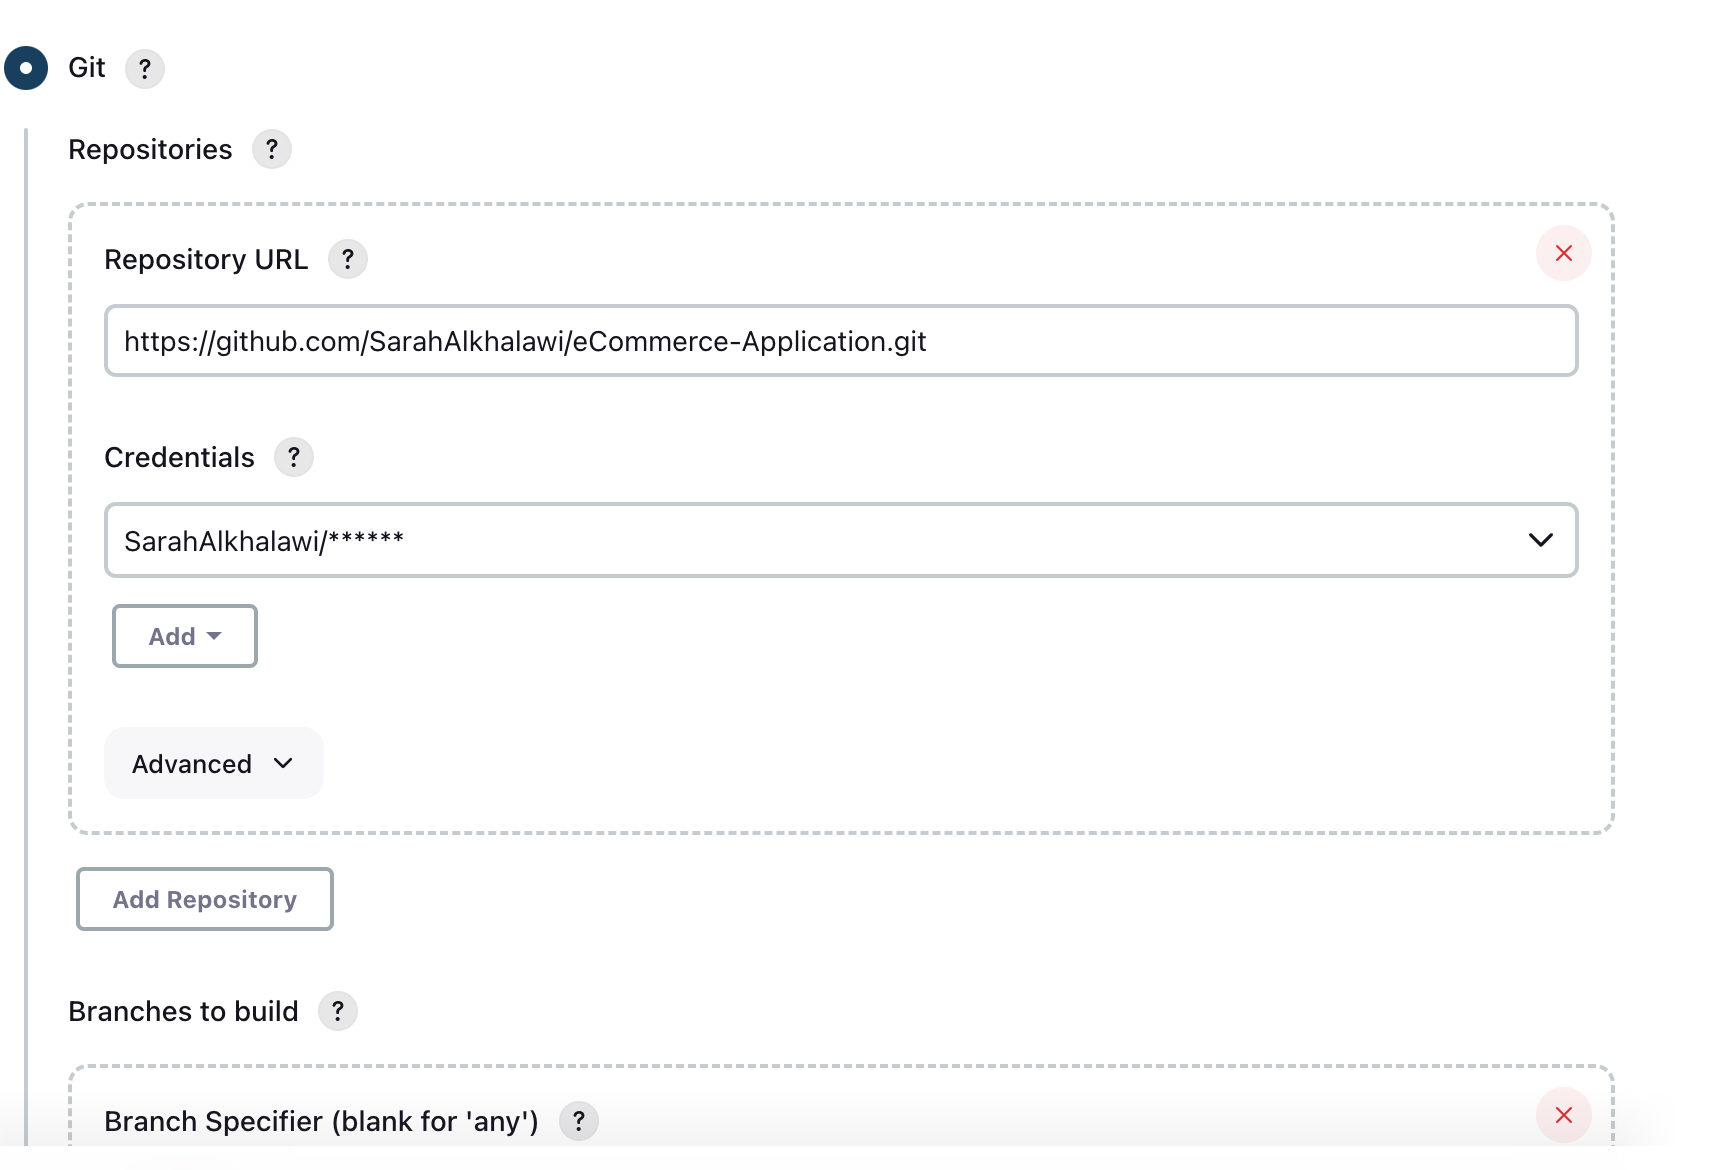 Git ?
Repositories ?
Repository URL ?
https://github.com/SarahAlkhalawi/eCommerce-Application.git
Credentials ?
SarahAlkhalawi/******
Add
Advanced
Add Repository
Branches to build ?
Branch Specifier (blank for 'any') ?